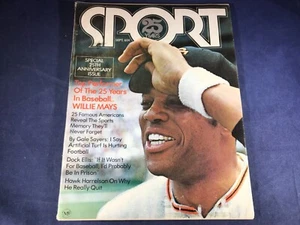 SPORT
25
SEPT. 60¢
SPECIAL
25TH
ANNIVERSARY
ISSUE
Of The 25 Years
In Baseball:
WILLIE MAYS
25 Famous Americans
Reveal The Sports
Memory They'll
Never Forget
By Gale Sayers: I Say
Artificial Turf Is Hurting
Football
Dock Ellis: "If It Wasn't
For Baseball, I'd Probably
Be In Prison"
Hawk Harrelson On Why
He Really Quit